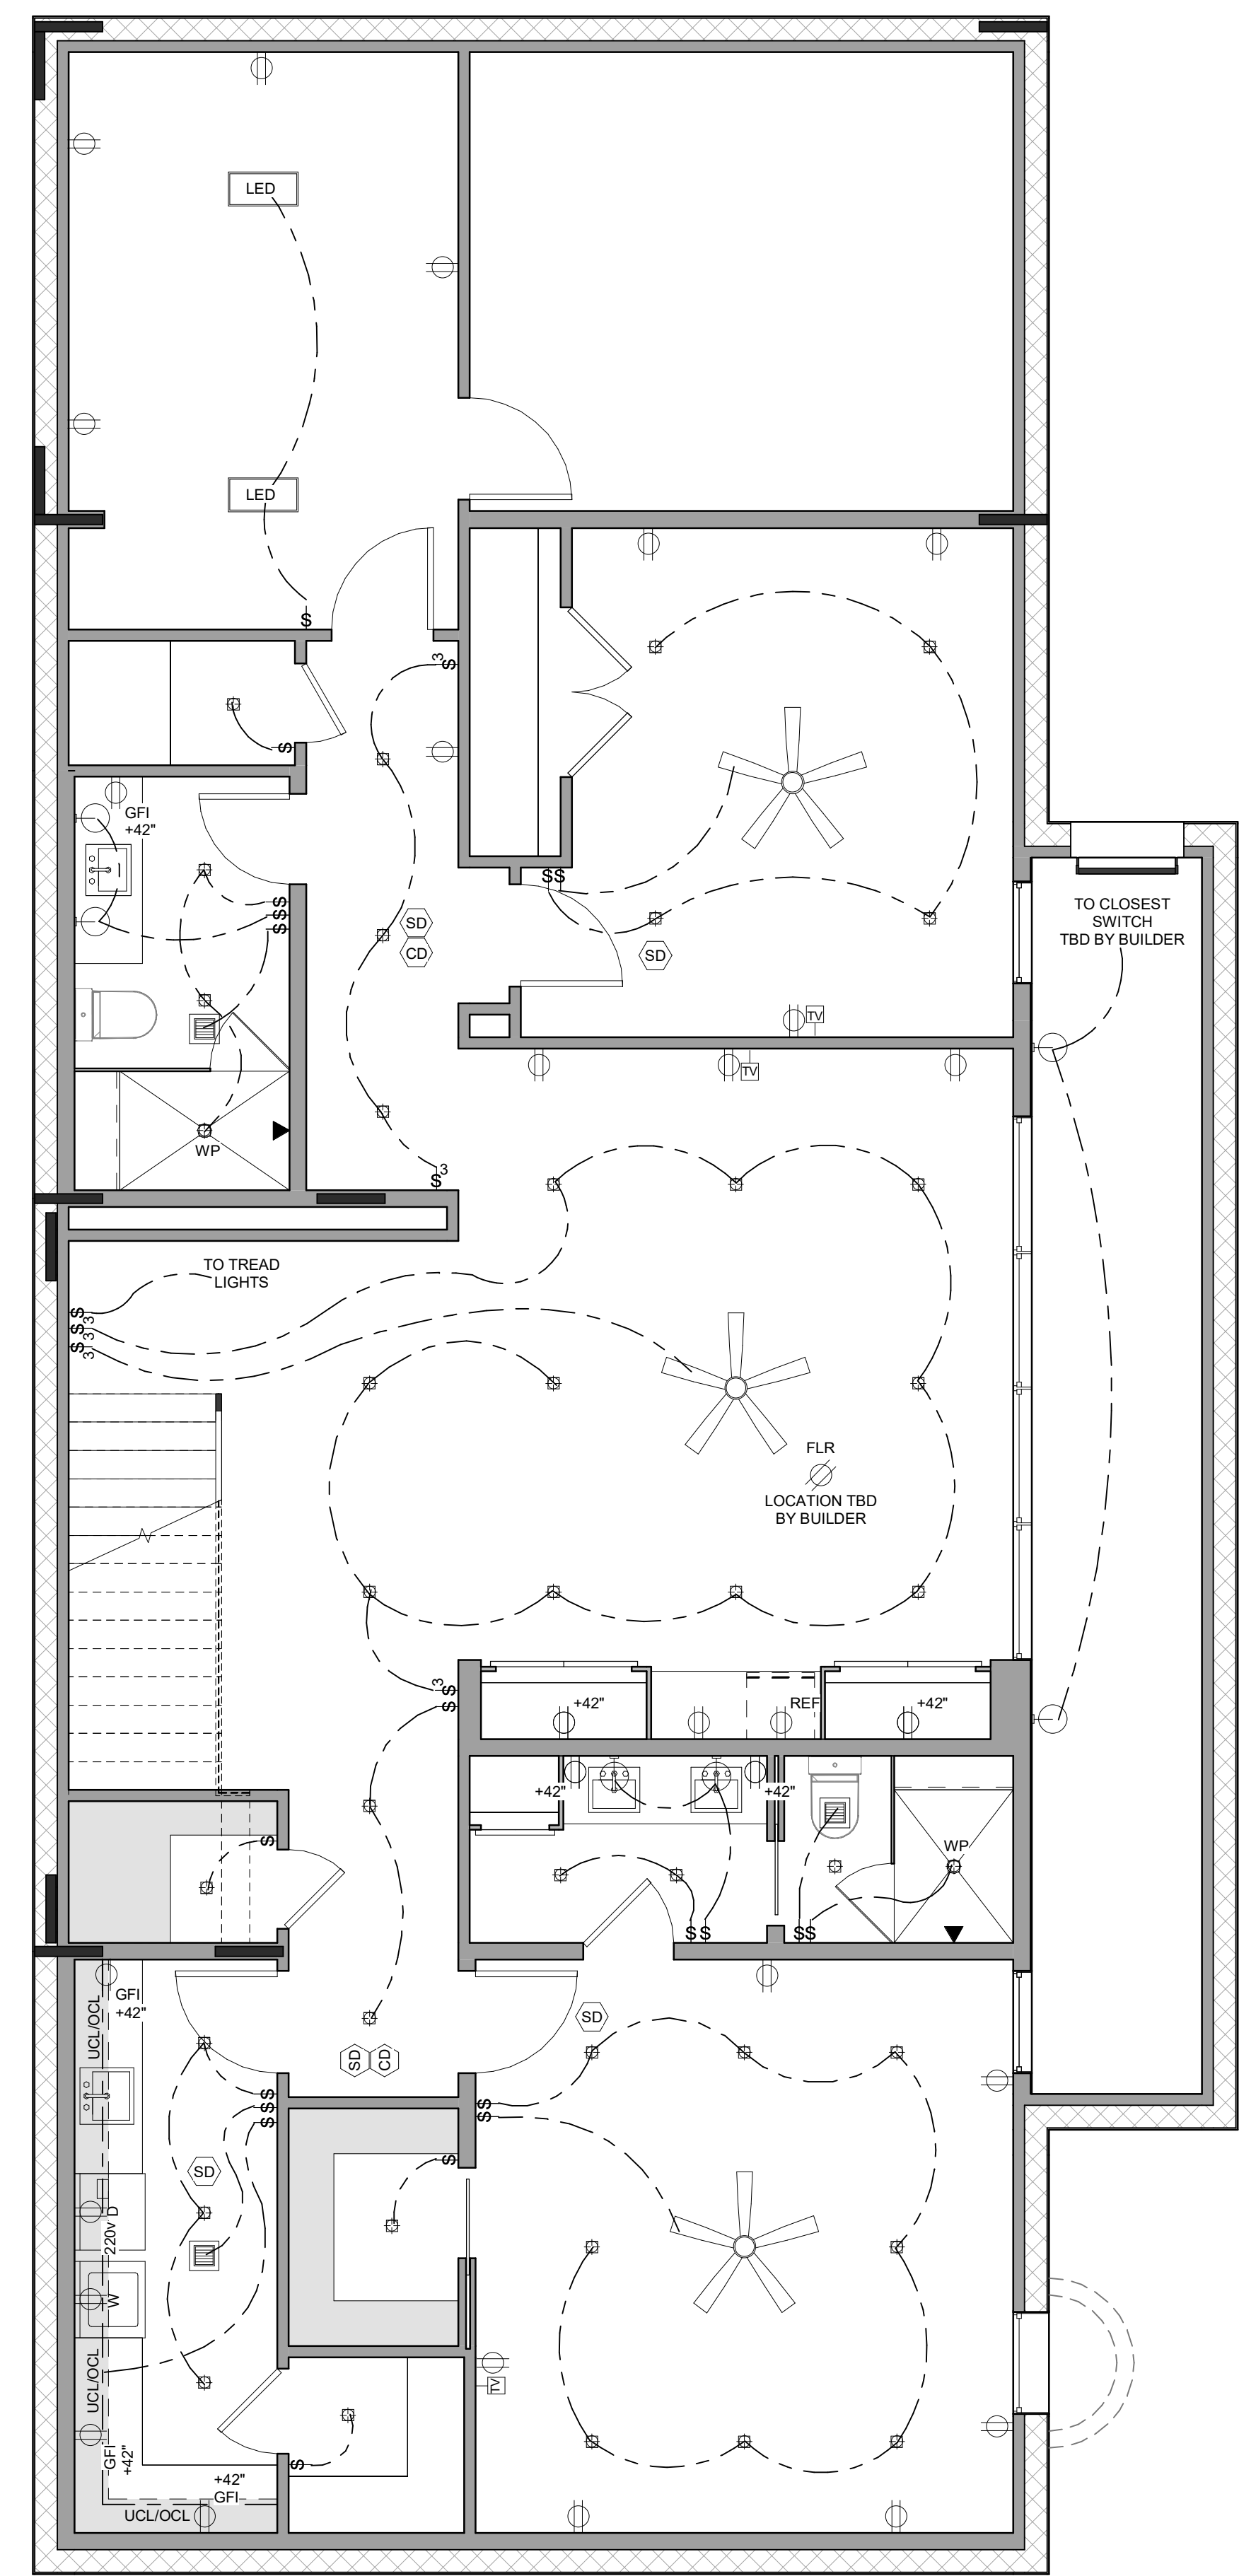 LED
LED
$
3
$
$
GFI
+42"
$
$
$
$$
SD
CD
SD
TO CLOSEST
SWITCH
TBD BY BUILDER
TV
TV
WP
3
$
TO TREAD
LIGHTS
$
$ 3
$ 3
FLR
LOCATION TBD
BY BUILDER
3
$
$
+42"
REF
+42"
+42"
+42"
WP
$
$ $
$$
GFI
+42"
UCL/OCL
SD
SD
CD
$
$
$
$
$
$
SD
220v D
W
TV
UCL/OCL
GFI
+42"
$
+42"
GFI
UCL/OCL